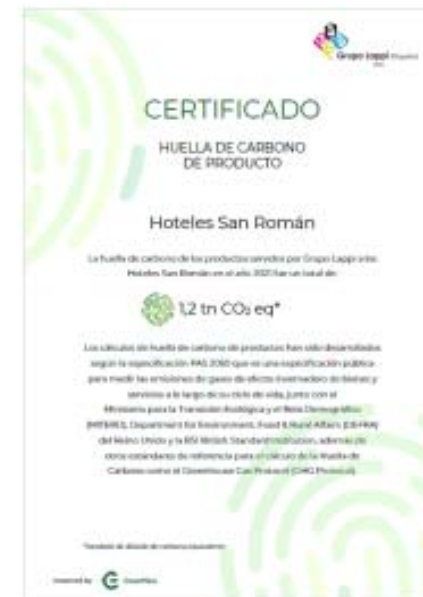 Grupo Lappi Etiquetas
CERTIFICADO
HUELLA DE CARBONO
DE PRODUCTO
Hoteles San Román
La huella de carbono de los productos servidos por Grupo Lappi a los
Hoteles San Román en el año 2021 fue un total de:
1,2 tn CO₂ eq*
Los cálculos de huella de carbono de productos han sido desarrollados
según la especificación PAS 2050 que es una especificación pública
para medir las emisiones de gases de efecto invernadero de bienes y
servicios a lo largo de su ciclo de vida, junto con el
Ministerio para la Transición Ecológica y el Reto Demográfico
(MITERD), Department for Environment, Food & Rural Affairs (DEFRA)
del Reino Unido y la BSI British Standard Institution, además de
otros estándares de referencia para el cálculo de la Huella de
Carbono como el Greenhouse Gas Protocol (GHG Protocol).
*Toneladas de dióxido de carbono equivalente
powered by